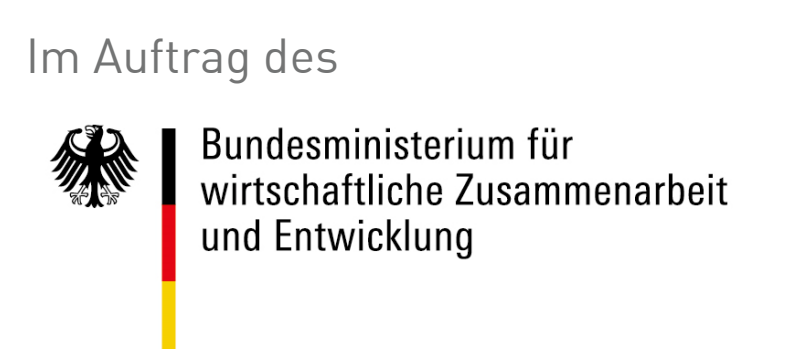 Im Auftrag des
Bundesministerium für
wirtschaftliche Zusammenarbeit
und Entwicklung